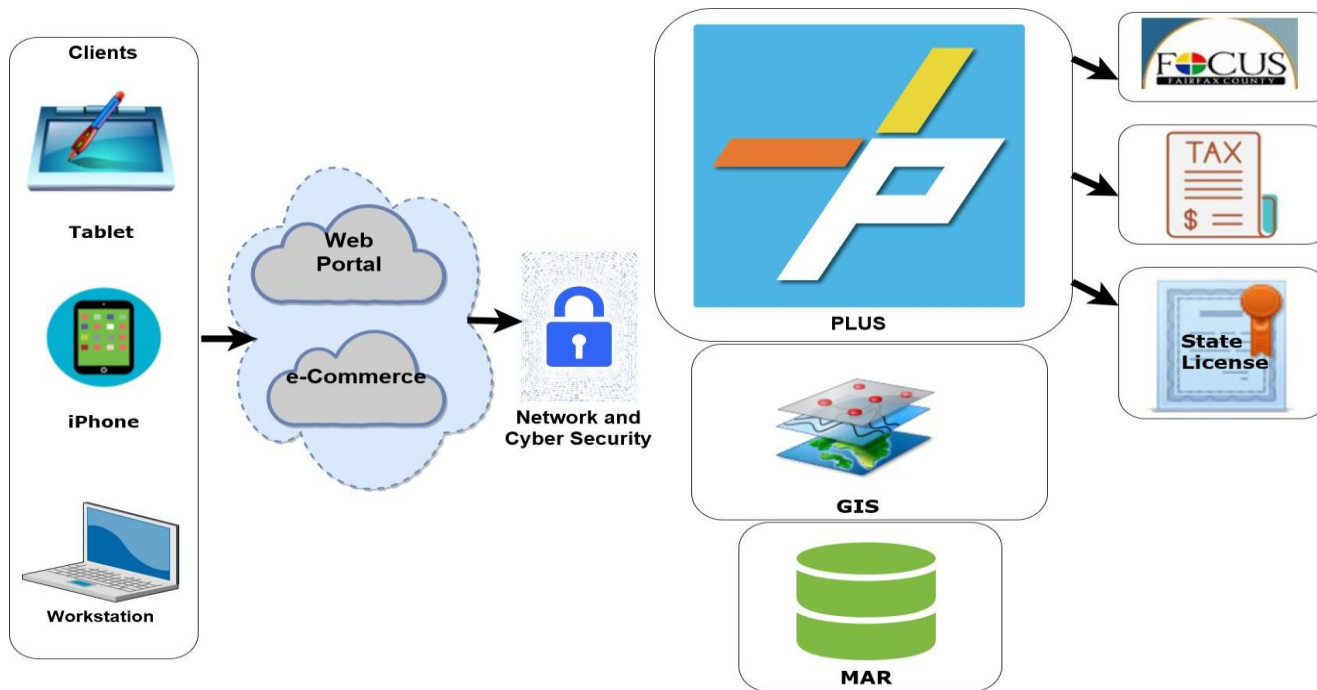 Clients
Tablet
iPhone
Workstation
Web
Portal
e-Commerce
Network and
Cyber Security
PLUS
GIS
MAR
FOCUS
FAIRFAX COUNTY
TAX
$
State
License